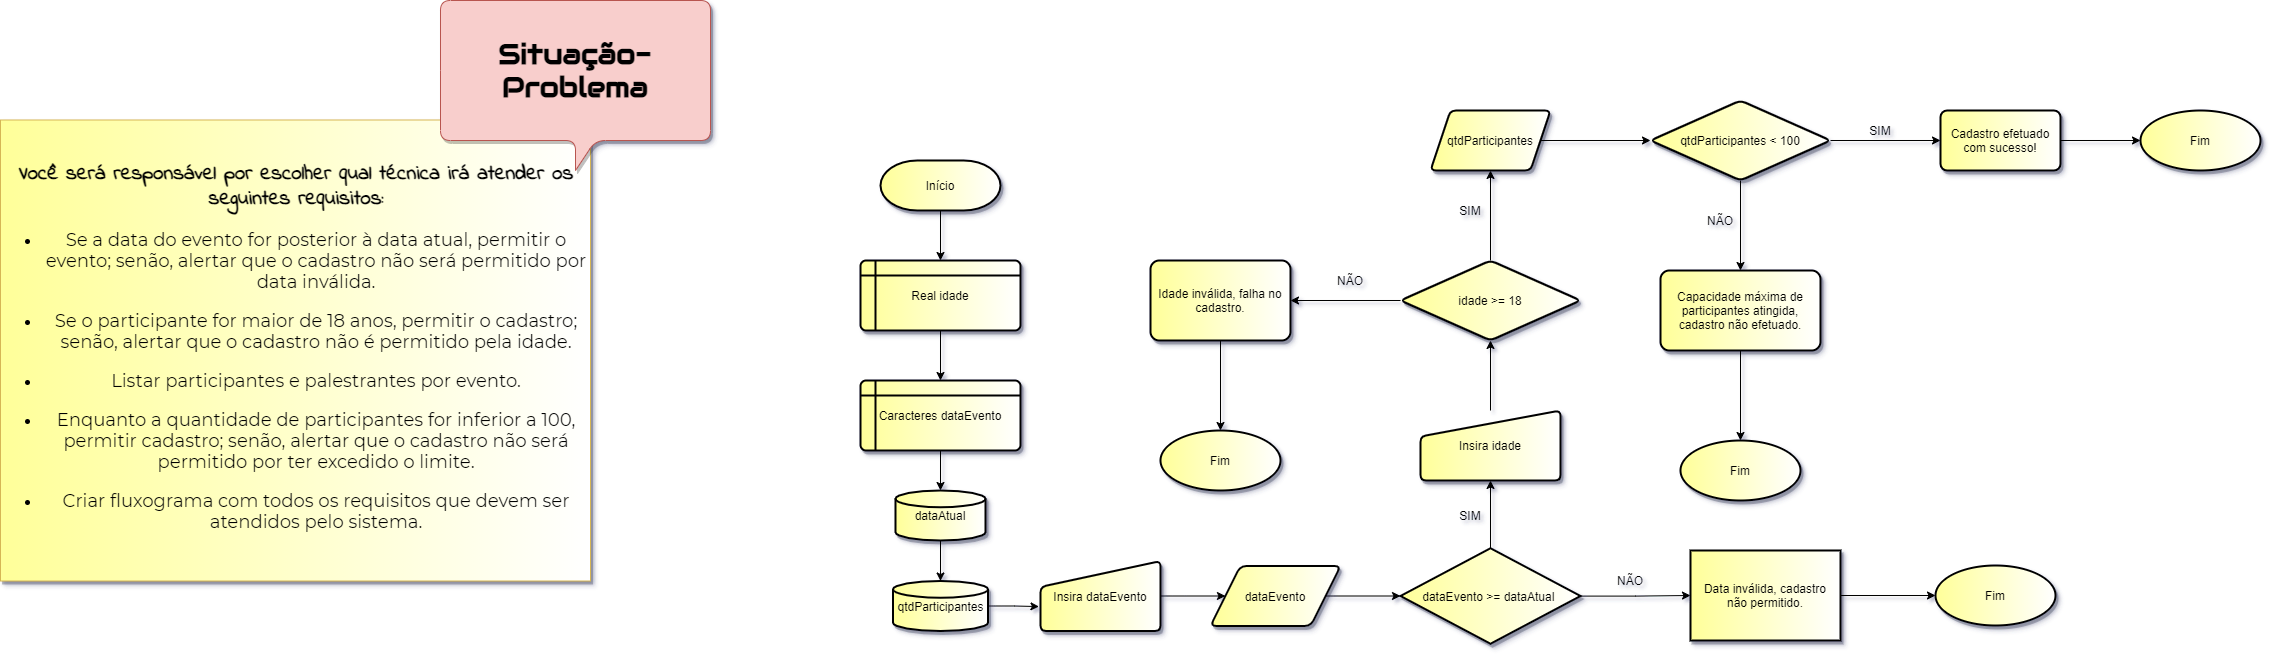 Situação-
Problema
Você será responsável por escolher qual técnica irá atender os
seguintes requisitos:
• Se a data do evento for posterior à data atual, permitir o
evento; senão, alertar que o cadastro não será permitido por
data inválida.
• Se o participante for maior de 18 anos, permitir o cadastro;
senão, alertar que o cadastro não é permitido pela idade.
• Listar participantes e palestrantes por evento.
• Enquanto a quantidade de participantes for inferior a 100,
permitir cadastro; senão, alertar que o cadastro não será
permitido por ter excedido o limite.
• Criar fluxograma com todos os requisitos que devem ser
atendidos pelo sistema.
Início
Real idade
Caracteres dataEvento
dataAtual
qtdParticipantes
Insira dataEvento
dataEvento
dataEvento >= dataAtual
NÃO
Data inválida, cadastro
não permitido.
Fim
SIM
Insira idade
idade >= 18
NÃO
Idade inválida, falha no
cadastro.
Fim
SIM
qtdParticipantes
qtdParticipantes < 100
NÃO
Capacidade máxima de
participantes atingida,
cadastro não efetuado.
Fim
SIM
Cadastro efetuado
com sucesso!
Fim